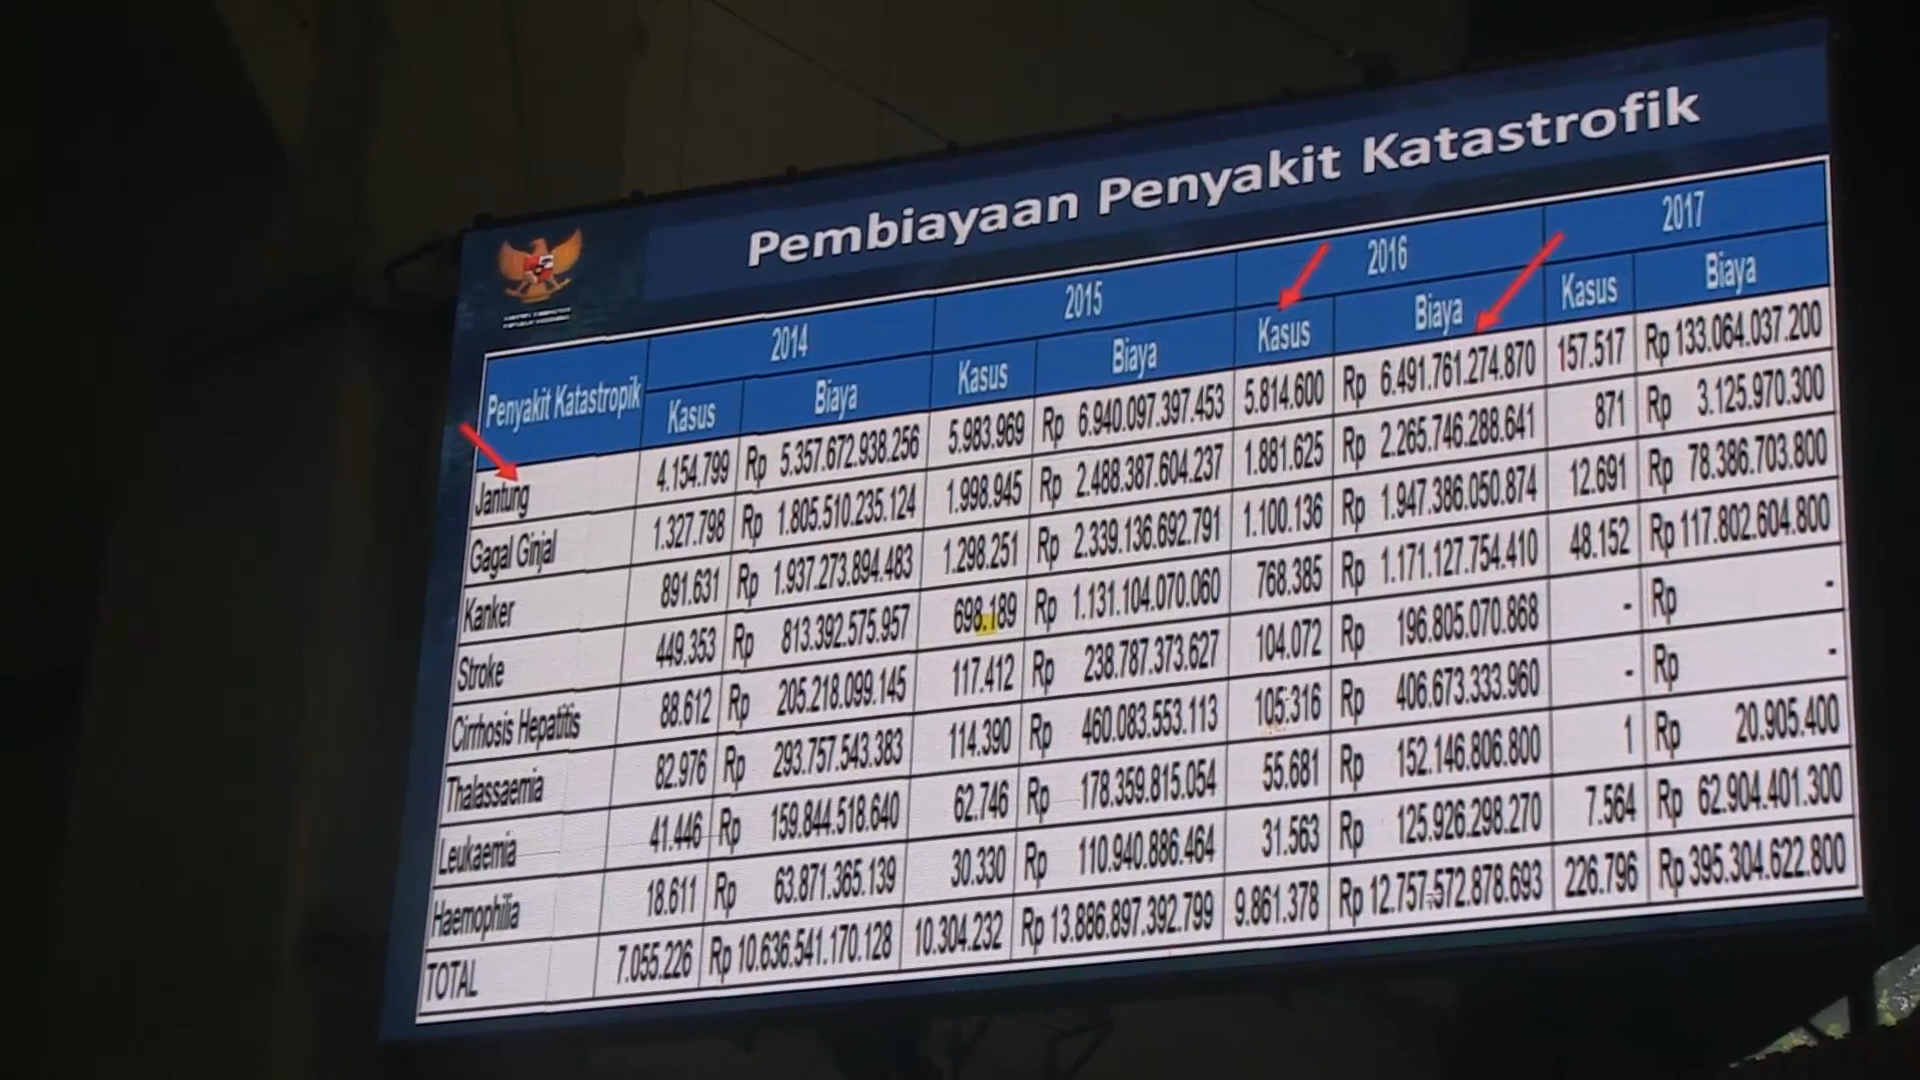 Pembiayaan Penyakit Katastrofik
Penyakit Katastropik 2014 2015 2016 2017
Kasus Biaya Kasus Biaya Kasus Biaya Kasus Biaya
Jantung 4.154.799 Rp 5.357.672.938.256 5.983.969 Rp 6.940.097.397.453 5.814.600 Rp 6.491.761.274.870 157.517 Rp 133.064.037.200
Gagal Ginjal 1.327.798 Rp 1.805.510.235.124 1.998.945 Rp 2.488.387.604.237 1.881.625 Rp 2.265.746.288.641 871 Rp 3.125.970.300
Kanker 891.631 Rp 1.937.273.894.483 1.298.251 Rp 2.339.136.692.791 1.100.136 Rp 1.947.386.050.874 12.691 Rp 78.386.703.800
Stroke 449.353 Rp 813.392.575.957 698.189 Rp 1.131.104.070.060 768.385 Rp 1.171.127.754.410 48.152 Rp 117.802.604.800
Cirrhosis Hepatitis 88.612 Rp 205.218.099.145 117.412 Rp 238.787.373.627 104.072 Rp 196.805.070.868 - Rp -
Thalassaemia 82.976 Rp 293.757.543.383 114.390 Rp 460.083.553.113 105.316 Rp 406.673.333.960 - Rp -
Leukaemia 41.446 Rp 159.844.518.640 62.746 Rp 178.359.815.054 55.681 Rp 152.146.806.800 1 Rp 20.905.400
Haemophilia 18.611 Rp 63.871.365.139 30.330 Rp 110.940.886.464 31.563 Rp 125.926.298.270 7.564 Rp 62.904.401.300
TOTAL 7.055.226 Rp 10.636.541.170.128 10.304.232 Rp 13.886.897.392.799 9.861.378 Rp 12.757.572.878.693 226.796 Rp 395.304.622.800